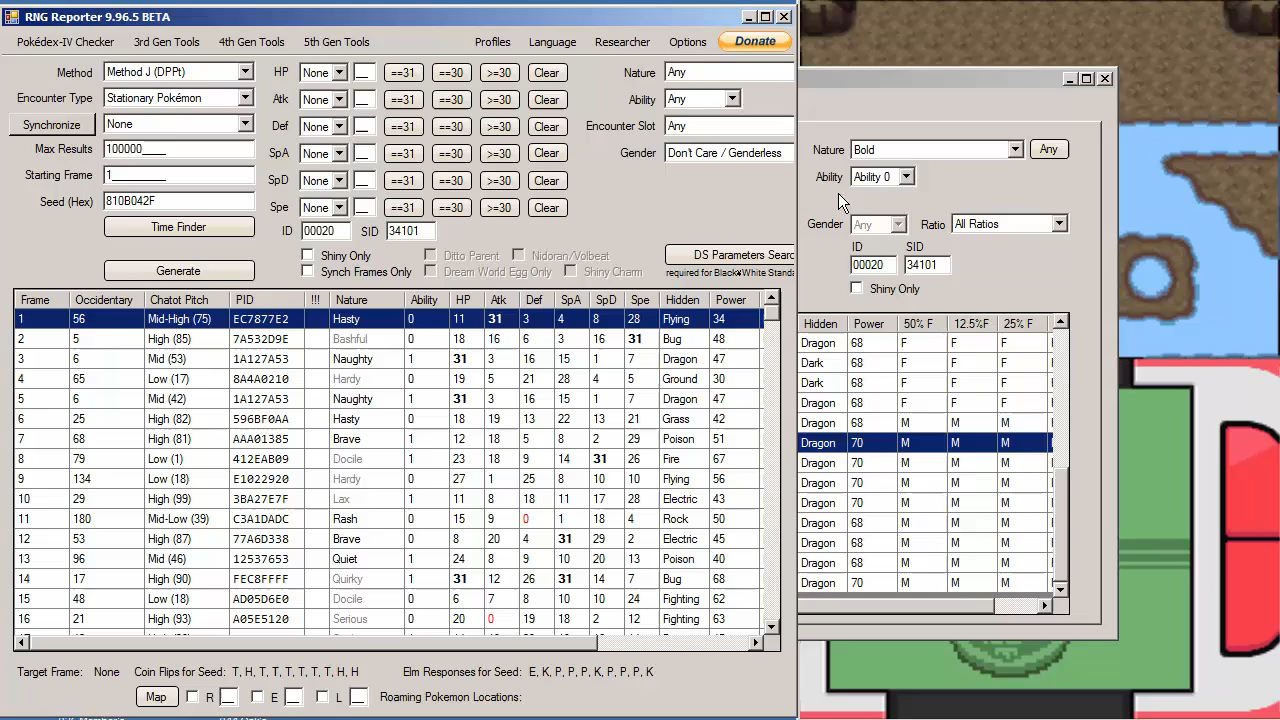 RNG Reporter 9.96.5 BETA
Pokédex-IV Checker 3rd Gen Tools 4th Gen Tools 5th Gen Tools Profiles Language Researcher Options Donate
Method Method J (DPPt) HP None __ ==31 ==30 >=30 Clear Nature Any
Encounter Type Stationary Pokémon Atk None __ ==31 ==30 >=30 Clear Ability Any
Synchronize None Def None __ ==31 ==30 >=30 Clear Encounter Slot Any
Max Results 100000____ SpA None __ ==31 ==30 >=30 Clear Gender Don't Care / Genderless
Starting Frame 1_________ SpD None __ ==31 ==30 >=30 Clear
Seed (Hex) 810B042F Spe None __ ==31 ==30 >=30 Clear
Time Finder ID 00020 SID 34101
Shiny Only Ditto Parent Nidoran/Volbeat DS Parameters Searc
Generate Synch Frames Only Dream World Egg Only Shiny Charm required for Black/White Standa
Frame Occidentary Chatot Pitch PID !!! Nature Ability HP Atk Def SpA SpD Spe Hidden Power
1 56 Mid-High (75) EC7877E2 Hasty 0 11 31 3 4 8 28 Flying 34
2 5 High (85) 7A532D9E Bashful 0 18 16 6 3 16 31 Bug 48
3 6 Mid (53) 1A127A53 Naughty 1 31 3 16 15 1 7 Dragon 47
4 65 Low (17) 8A4A0210 Hardy 0 19 5 21 28 4 5 Ground 30
5 6 Mid (42) 1A127A53 Naughty 1 31 3 16 15 1 7 Dragon 47
6 25 High (82) 596BF0AA Hasty 0 18 19 13 22 13 21 Grass 42
7 68 High (81) AAA01385 Brave 1 12 18 5 8 2 29 Poison 51
8 79 Low (1) 412EAB09 Docile 1 23 18 9 14 31 26 Fire 67
9 134 Low (18) E1022920 Hardy 0 27 1 25 8 10 10 Flying 56
10 29 High (99) 3BA27E7F Lax 1 11 8 18 11 17 28 Electric 43
11 180 Mid-Low (39) C3A1DADC Rash 0 15 9 0 1 18 4 Rock 50
12 53 High (87) 77A6D338 Brave 0 8 20 4 31 29 2 Electric 45
13 96 Mid (46) 12537653 Quiet 1 24 8 9 10 20 13 Poison 40
14 17 High (90) FEC8FFFF Quirky 1 31 12 26 31 14 7 Bug 68
15 48 Low (18) AD05D6E0 Docile 0 6 7 8 10 10 24 Fighting 62
16 21 High (93) A05E5120 Serious 0 20 0 19 18 2 12 Fighting 63
Target Frame: None Coin Flips for Seed: T, H, T, T, T, T, T, T, H, H Elm Responses for Seed: E, K, P, P, P, K, P, P, P, K
Map R __ E __ L __ Roaming Pokemon Locations:
Nature Bold Any
Ability Ability 0
Gender Any Ratio All Ratios
ID SID
00020 34101
Shiny Only
Hidden Power 50% F 12.5%F 25% F
Dragon 68 F F F
Dark 68 F F F
Dark 68 F F F
Dragon 68 F F F
Dragon 68 M M M
Dragon 70 M M M
Dragon 70 M M M
Dragon 70 M M M
Dragon 70 M M M
Dragon 68 M M M
Dragon 68 M M M
Dragon 68 M M M
Dragon 70 M M M